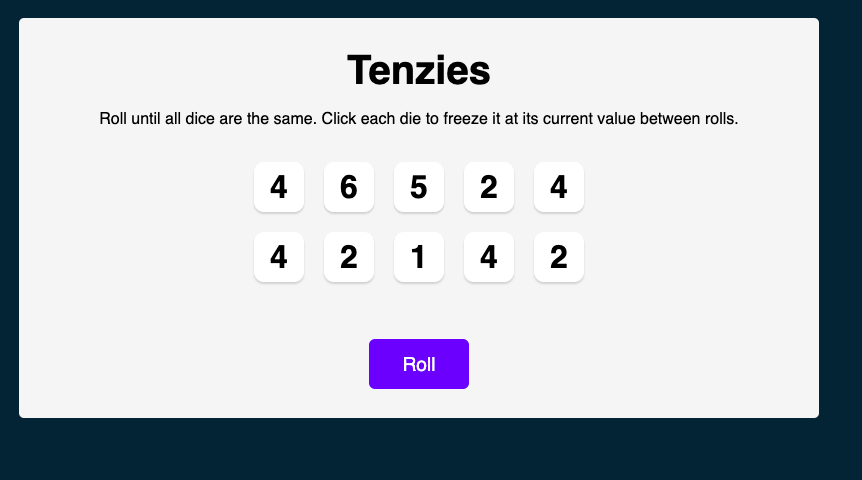 Tenzies
Roll until all dice are the same. Click each die to freeze it at its current value between rolls.
4 6 5 2 4
4 2 1 4 2
Roll